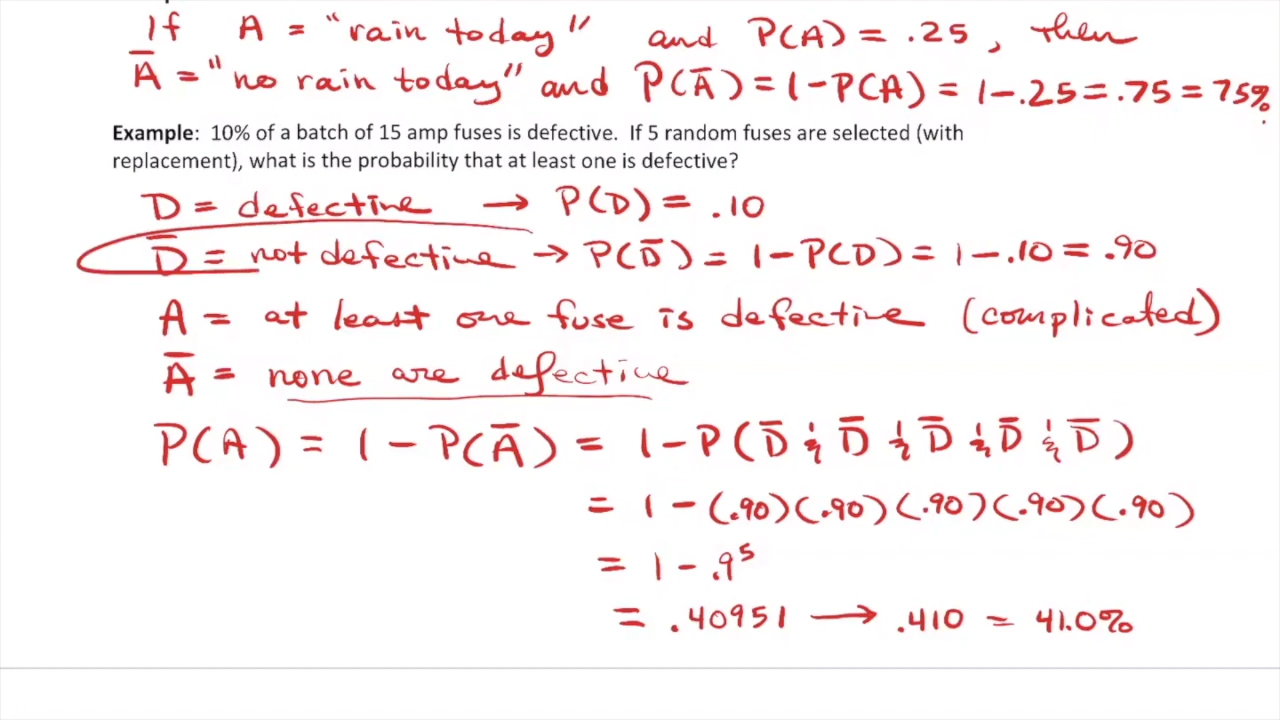 If A = "rain today" and P(A) = .25, then
Ā = "no rain today" and P(Ā) = 1-P(A) = 1-.25 = .75 = 75%.
Example: 10% of a batch of 15 amp fuses is defective. If 5 random fuses are selected (with
replacement), what is the probability that at least one is defective?
D = defective → P(D) = .10
D̄ = not defective → P(D̄) = 1-P(D) = 1-.10 = .90
A = at least one fuse is defective (complicated)
Ā = none are defective
P(A) = 1 - P(Ā) = 1-P(D̄ & D̄ & D̄ & D̄ & D̄)
= 1 - (.90)(.90)(.90)(.90)(.90)
= 1 - .9⁵
= .40951 → .410 = 41.0%